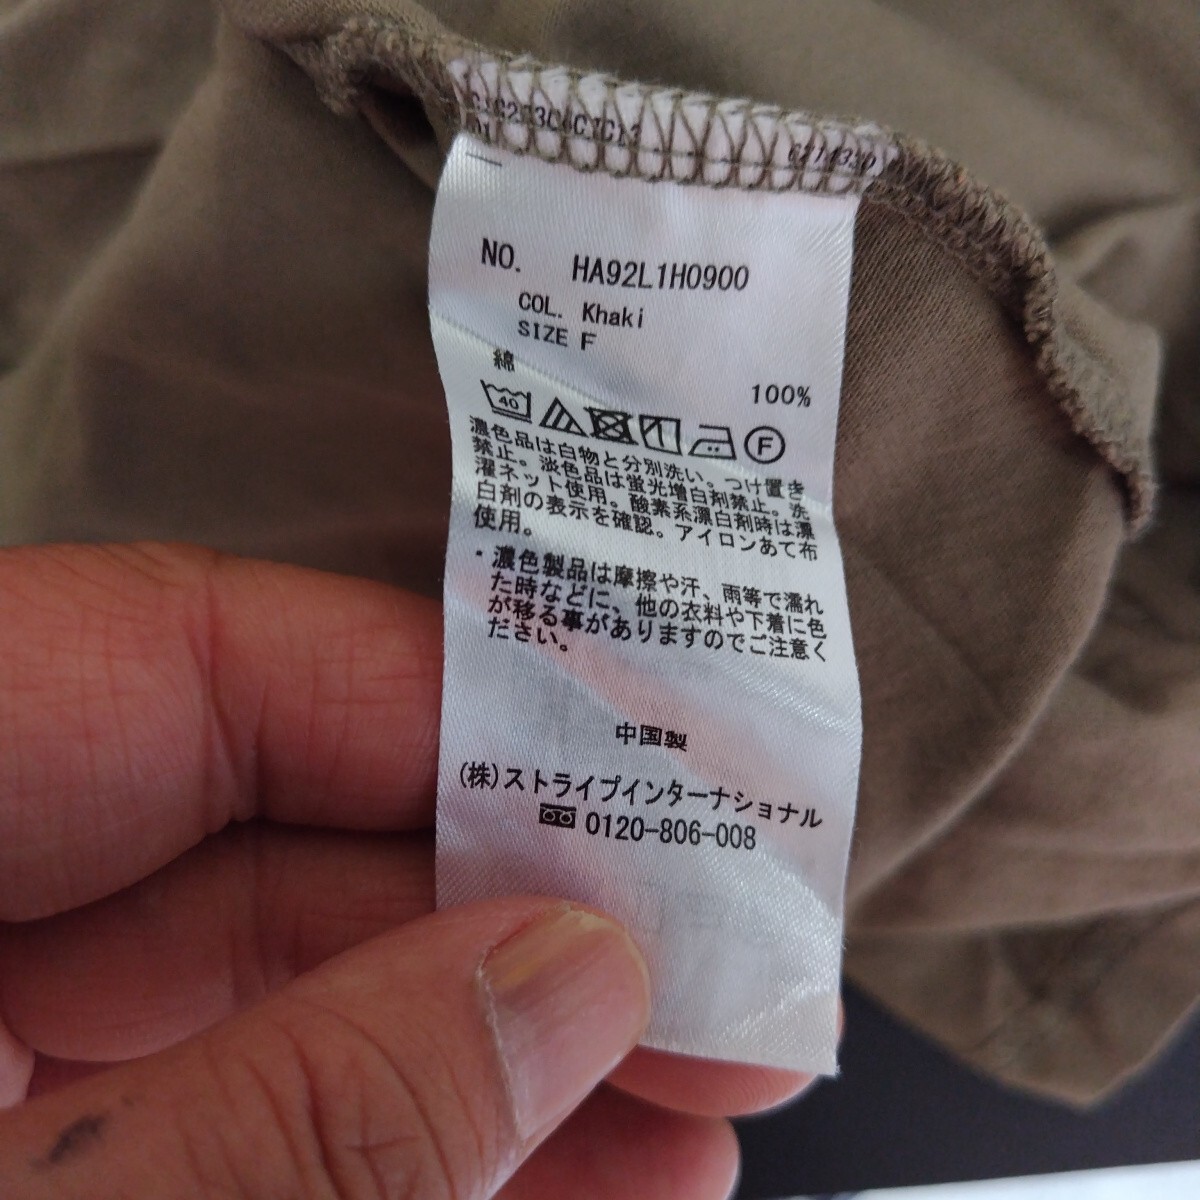 NO. HA92L1H0900
COL. Khaki
SIZE F
綿 100%
40 F
濃色品は白物と分別洗い。つけ置き
禁止。淡色品は蛍光増白剤禁止。洗
濯ネット使用。酸素系漂白剤時は漂
白剤の表示を確認。アイロンあて布
使用。
・濃色製品は摩擦や汗、雨等で濡れ
た時などに、他の衣料や下着に色
が移る事がありますのでご注意く
ださい。
中国製
(株)ストライプインターナショナル
0120-806-008